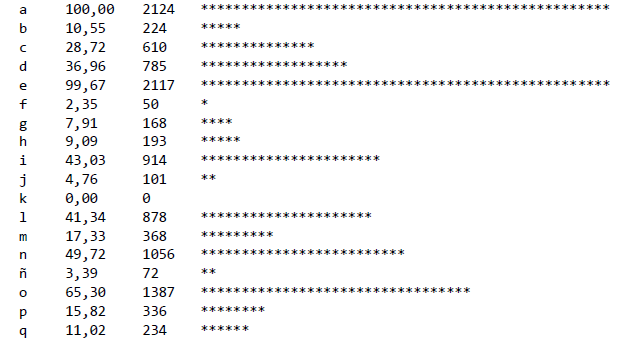 a 100,00 2124 **************************************************
b 10,55 224 *****
c 28,72 610 **************
d 36,96 785 ******************
e 99,67 2117 **************************************************
f 2,35 50 *
g 7,91 168 ****
h 9,09 193 *****
i 43,03 914 **********************
j 4,76 101 **
k 0,00 0
l 41,34 878 *********************
m 17,33 368 *********
n 49,72 1056 *************************
ñ 3,39 72 **
o 65,30 1387 *********************************
p 15,82 336 ********
q 11,02 234 ******